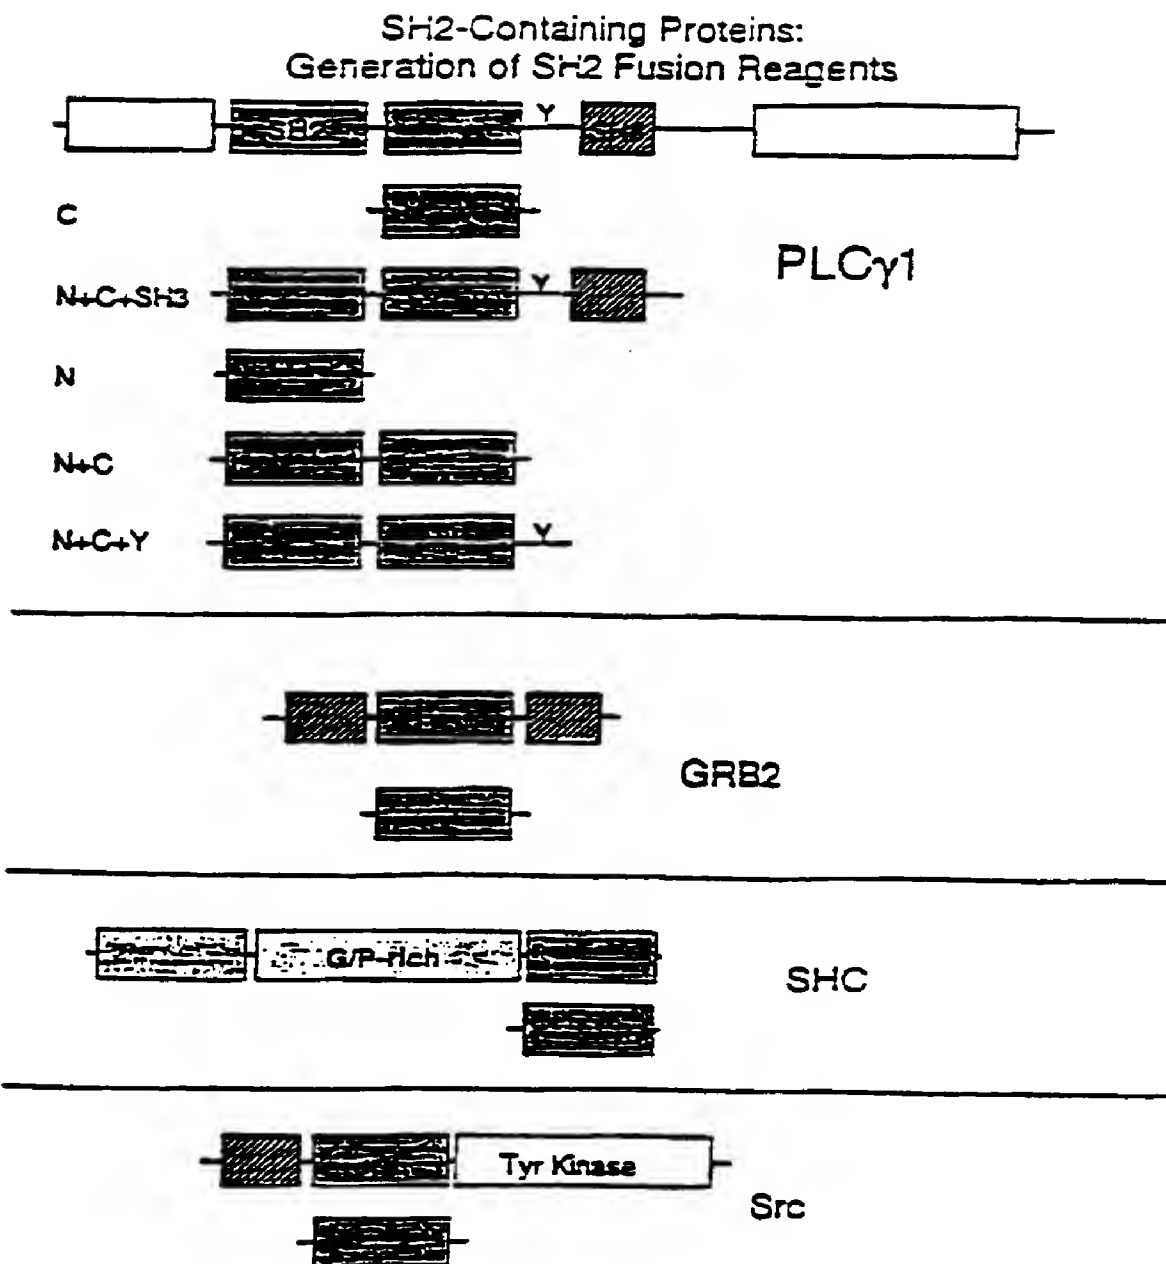 SH2-Containing Proteins:
Generation of SH2 Fusion Reagents
Y
C
PLCγ1
N+C+SH3
Y
N
N+C
N+C+Y
Y
GRB2
G/P-rich
SHC
Tyr Kinase
Src